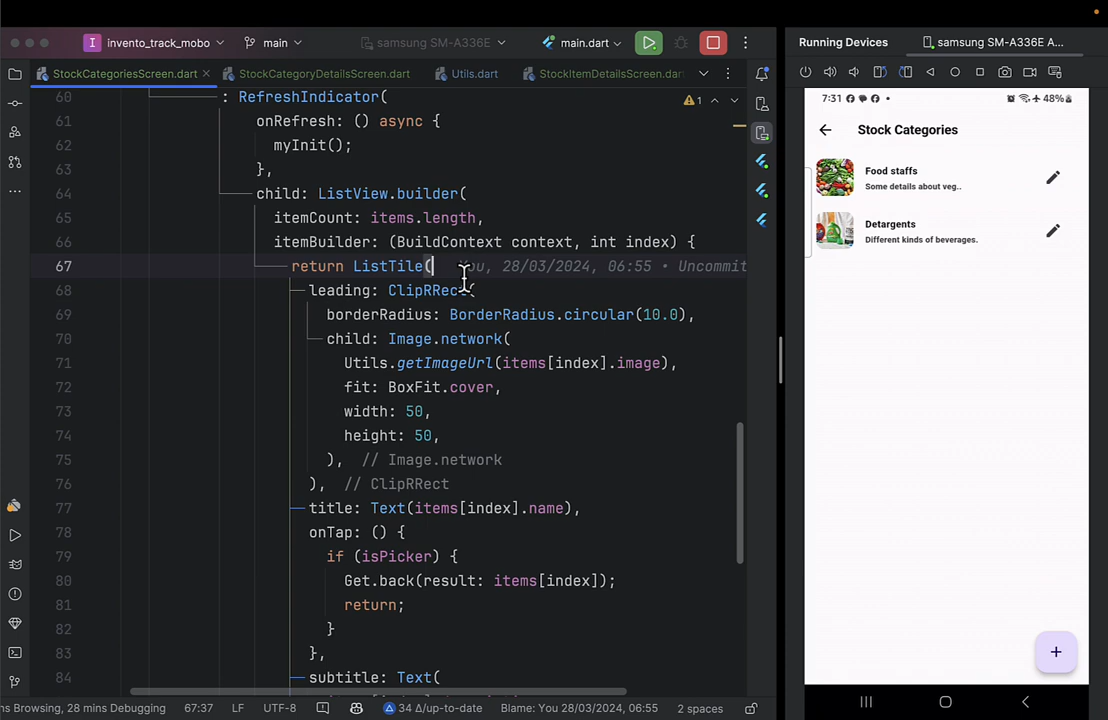 invento_track_mobo
main
samsung SM-A336E
main.dart
Running Devices
samsung SM-A336E A...
StockCategoriesScreen.dart
StockCategoryDetailsScreen.dart
Utils.dart
StockItemDetailsScreen.dart
60 : RefreshIndicator(
61 onRefresh: () async {
62 myInit();
63 },
64 child: ListView.builder(
65 itemCount: items.length,
66 itemBuilder: (BuildContext context, int index) {
67 return ListTile( You, 28/03/2024, 06:55 • Uncommit
68 leading: ClipRRect(
69 borderRadius: BorderRadius.circular(10.0),
70 child: Image.network(
71 Utils.getImageUrl(items[index].image),
72 fit: BoxFit.cover,
73 width: 50,
74 height: 50,
75 ), // Image.network
76 ), // ClipRRect
77 title: Text(items[index].name),
78 onTap: () {
79 if (isPicker) {
80 Get.back(result: items[index]);
81 return;
82 }
83 },
84 subtitle: Text(
1
7:31
48%
Stock Categories
Food staffs
Some details about veg..
Detargents
Different kinds of beverages.
+
ns Browsing, 28 mins Debugging
67:37
LF
UTF-8
34 Δ/up-to-date
Blame: You 28/03/2024, 06:55
2 spaces